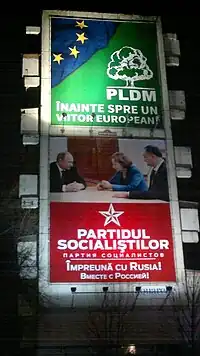 PLDM
ÎNAINTE SPRE UN
VIITOR EUROPEAN!
PARTIDUL
SOCIALIȘTILOR
ПАРТИЯ СОЦИАЛИСТОВ
ÎMPREUNĂ CU RUSIA!
ВМЕСТЕ С РОССИЕЙ!